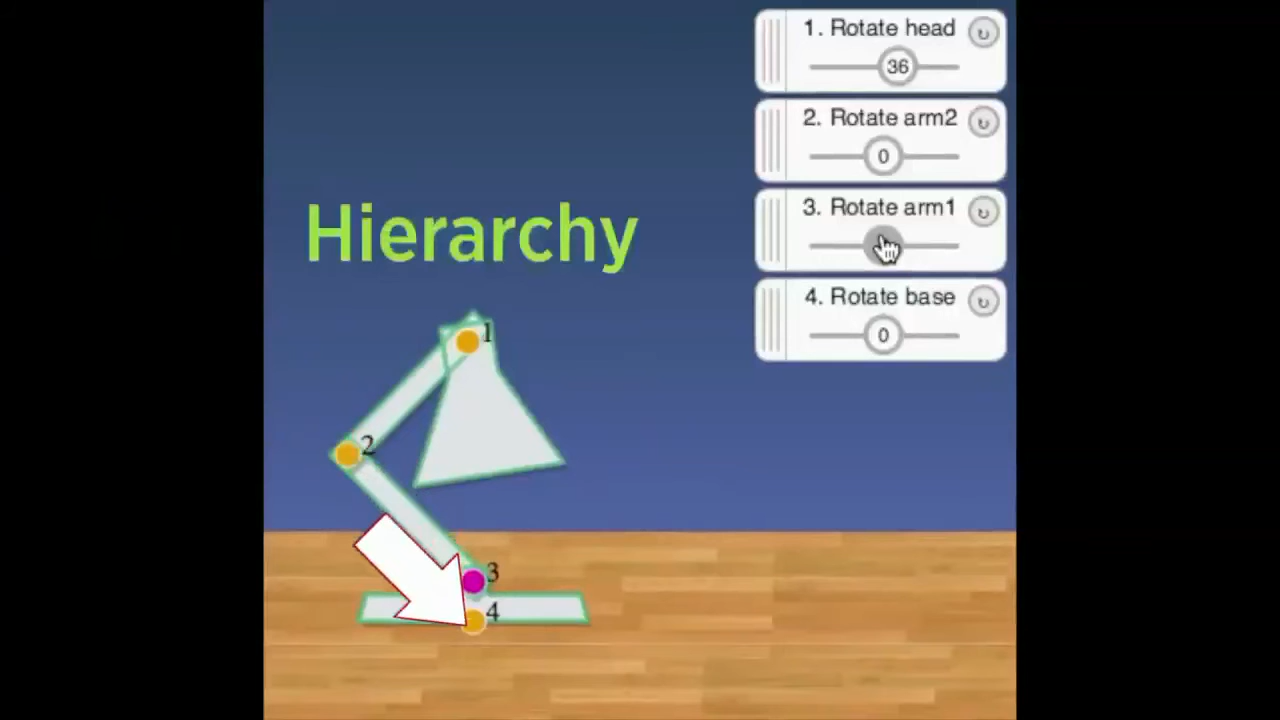 1. Rotate head
36
2. Rotate arm2
0
3. Rotate arm1
4. Rotate base
0
Hierarchy
1
2
3
4